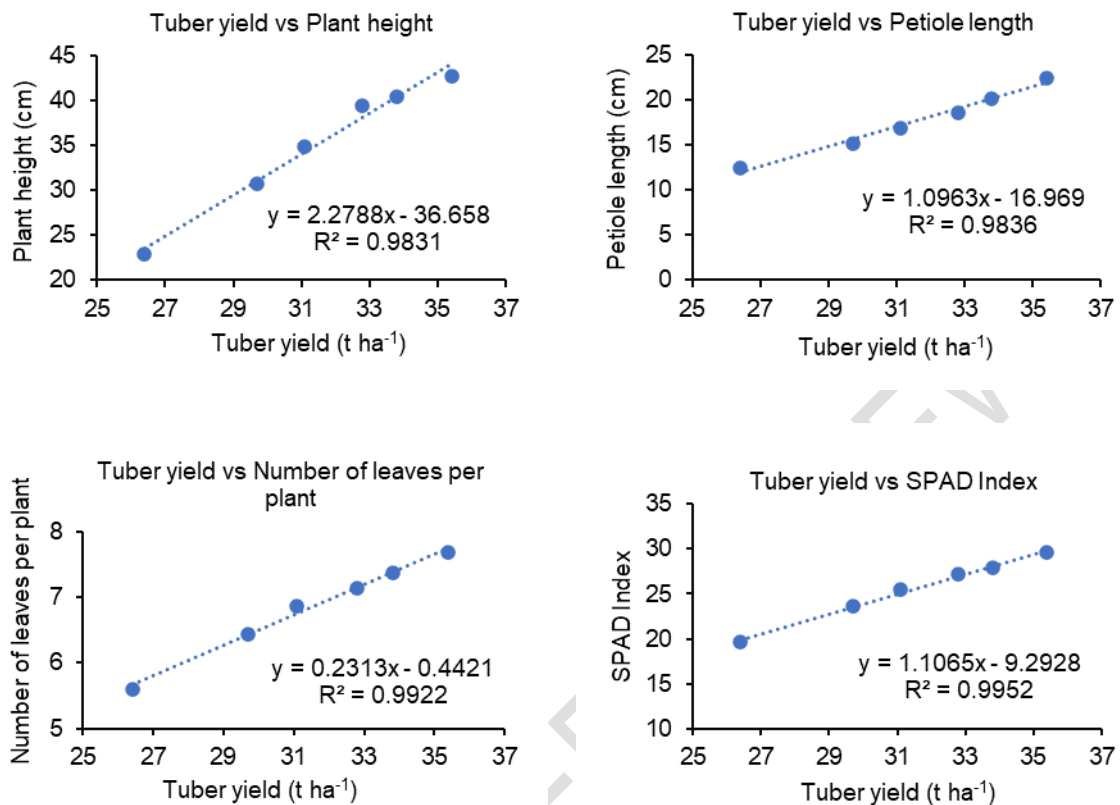 Tuber yield vs Plant height
Plant height (cm)
45
40
35
30
25
20
y = 2.2788x - 36.658
R² = 0.9831
25 27 29 31 33 35 37
Tuber yield (t ha⁻¹)
Tuber yield vs Petiole length
Petiole length (cm)
25
20
15
10
5
0
y = 1.0963x - 16.969
R² = 0.9836
25 27 29 31 33 35 37
Tuber yield (t ha⁻¹)
Tuber yield vs Number of leaves per
plant
Number of leaves per plant
8
7
6
5
y = 0.2313x - 0.4421
R² = 0.9922
25 27 29 31 33 35 37
Tuber yield (t ha⁻¹)
Tuber yield vs SPAD Index
SPAD Index
35
30
25
20
15
10
y = 1.1065x - 9.2928
R² = 0.9952
25 27 29 31 33 35 37
Tuber yield (t ha⁻¹)